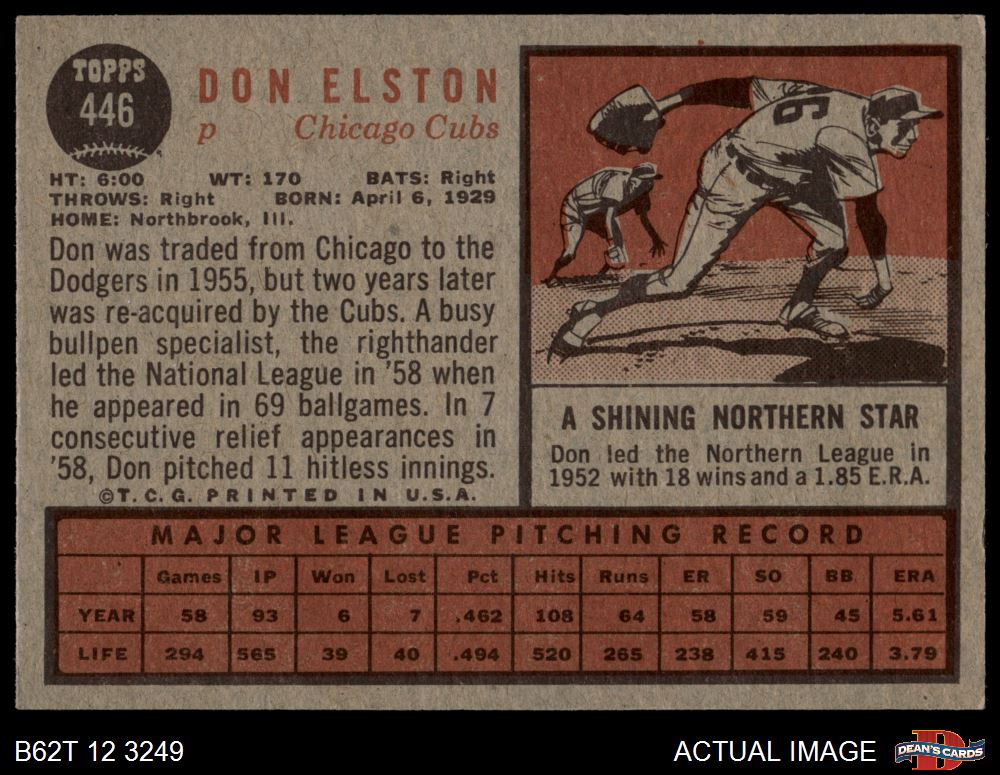 TOPPS
446
DON ELSTON
p Chicago Cubs
HT: 6:00 WT: 170 BATS: Right
THROWS: Right BORN: April 6, 1929
HOME: Northbrook, Ill.
Don was traded from Chicago to the
Dodgers in 1955, but two years later
was re-acquired by the Cubs. A busy
bullpen specialist, the righthander
led the National League in '58 when
he appeared in 69 ballgames. In 7
consecutive relief appearances in
'58, Don pitched 11 hitless innings.
©T.C.G. PRINTED IN U.S.A.
9
A SHINING NORTHERN STAR
Don led the Northern League in
1952 with 18 wins and a 1.85 E.R.A.
MAJOR LEAGUE PITCHING RECORD
Games IP Won Lost Pct Hits Runs ER SO BB ERA
YEAR 58 93 6 7 .462 108 64 58 59 45 5.61
LIFE 294 565 39 40 .494 520 265 238 415 240 3.79
B62T 12 3249
ACTUAL IMAGE
D
DEAN'S CARDS